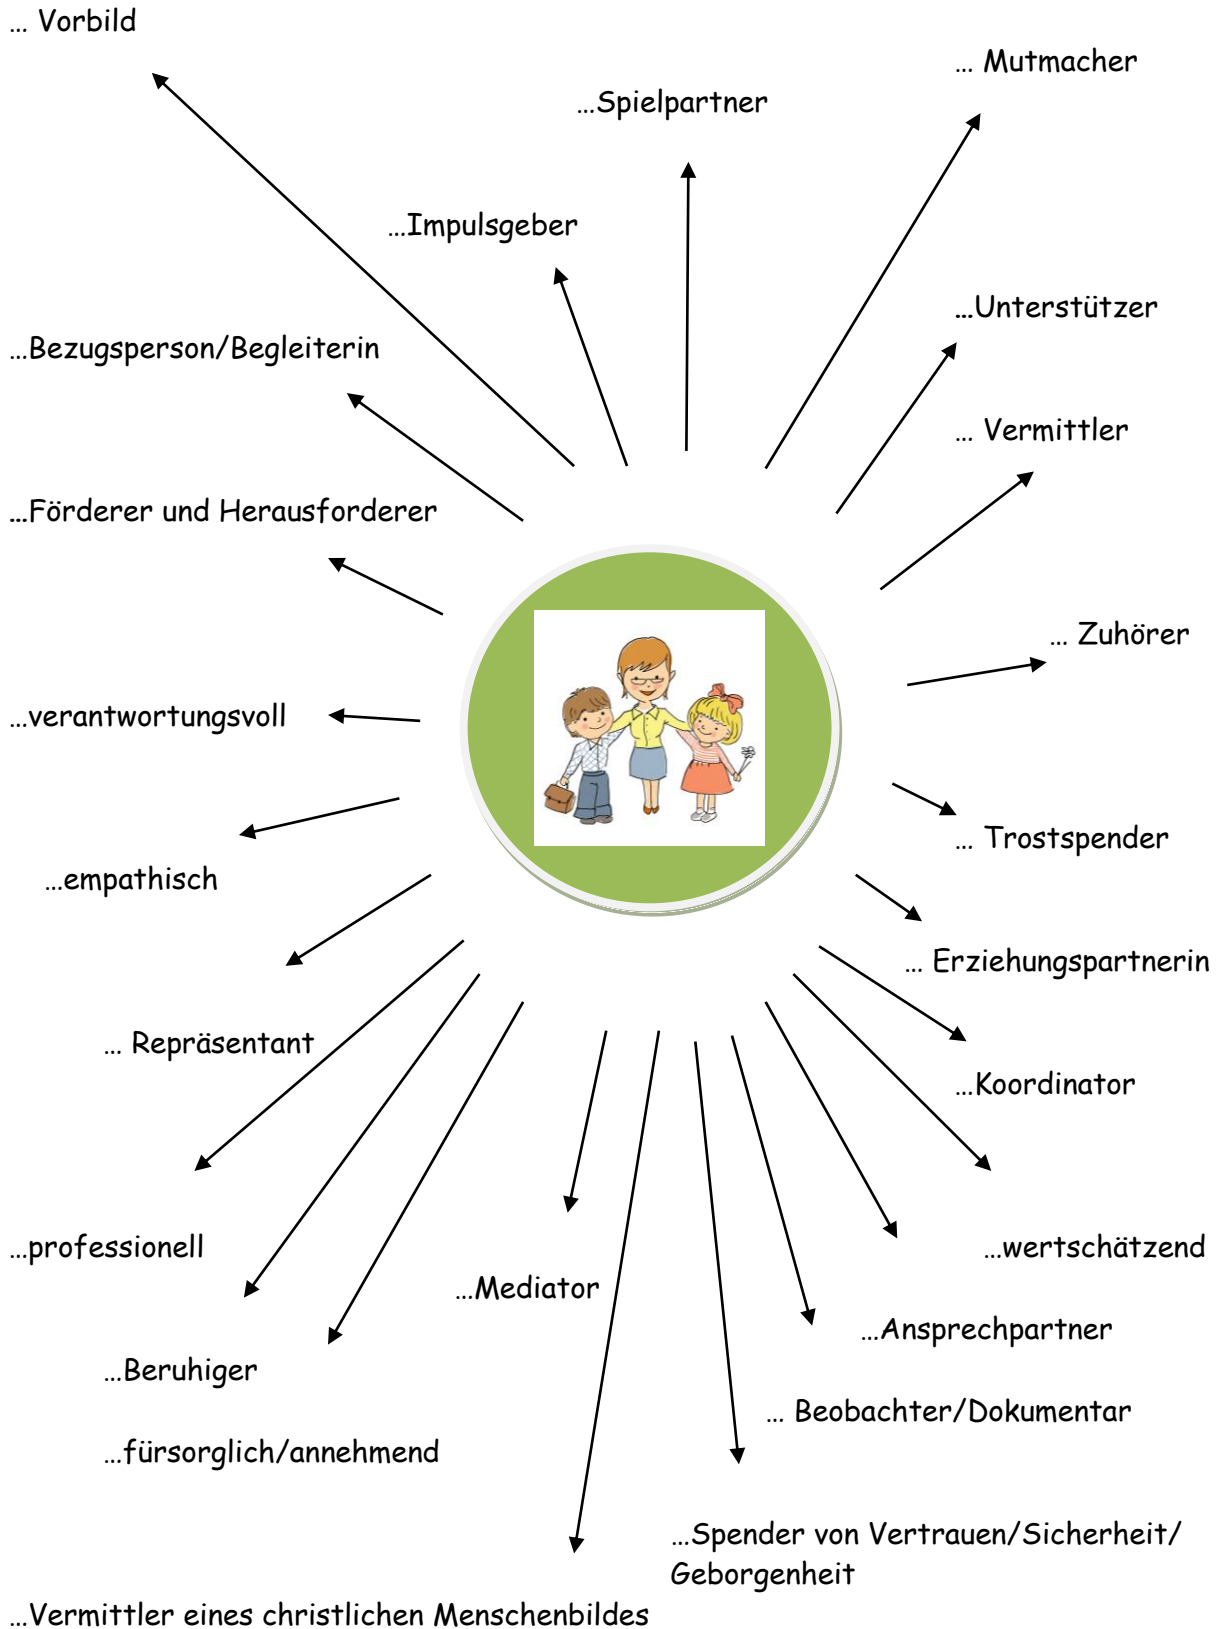 … Vorbild
… Mutmacher
…Spielpartner
…Impulsgeber
…Unterstützer
…Bezugsperson/Begleiterin
… Vermittler
…Förderer und Herausforderer
… Zuhörer
…verantwortungsvoll
… Trostspender
…empathisch
… Erziehungspartnerin
… Repräsentant
…Koordinator
…professionell
…wertschätzend
…Mediator
…Ansprechpartner
…Beruhiger
… Beobachter/Dokumentar
…fürsorglich/annehmend
…Spender von Vertrauen/Sicherheit/
Geborgenheit
…Vermittler eines christlichen Menschenbildes